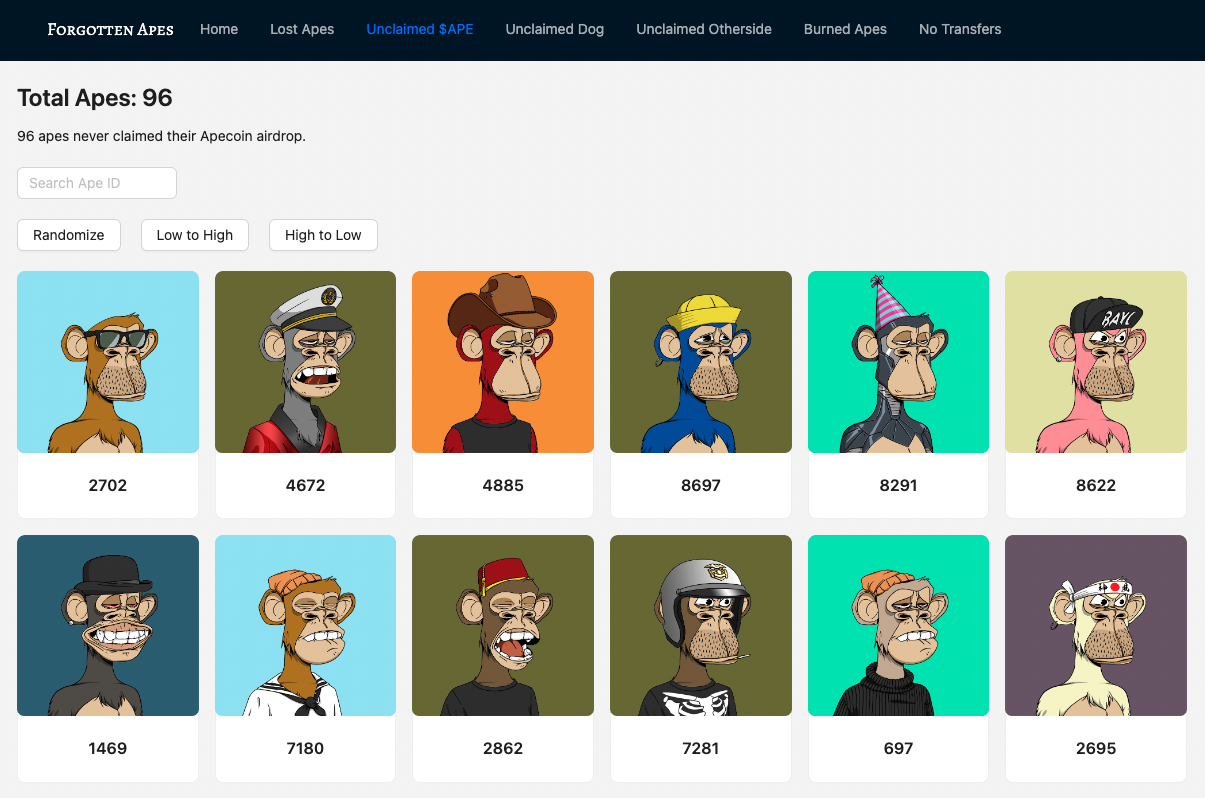 Forgotten Apes Home Lost Apes Unclaimed $APE Unclaimed Dog Unclaimed Otherside Burned Apes No Transfers
Total Apes: 96
96 apes never claimed their Apecoin airdrop.
Search Ape ID
Randomize Low to High High to Low
BAYC
2702 4672 4885 8697 8291 8622
1469 7180 2862 7281 697 2695